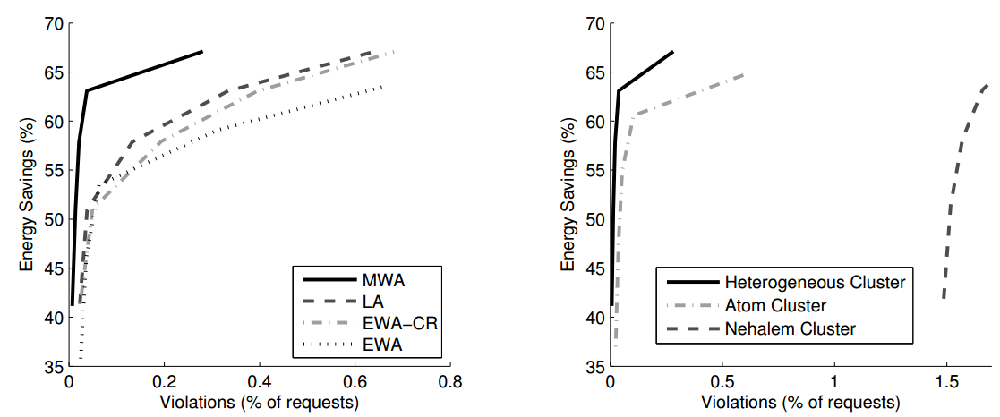 70
65
60
55
50
45
40
35
Energy Savings (%)
0
0.2
0.4
0.6
0.8
Violations (% of requests)
MWA
LA
EWA−CR
EWA
70
65
60
55
50
45
40
35
Energy Savings (%)
0
0.5
1
1.5
Violations (% of requests)
Heterogeneous Cluster
Atom Cluster
Nehalem Cluster